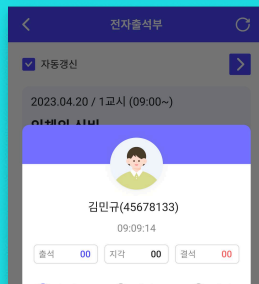 전자출석부
자동갱신
2023.04.20 / 1교시 (09:00~)
김민규(45678133)
09:09:14
출석 00 지각 00 결석 00